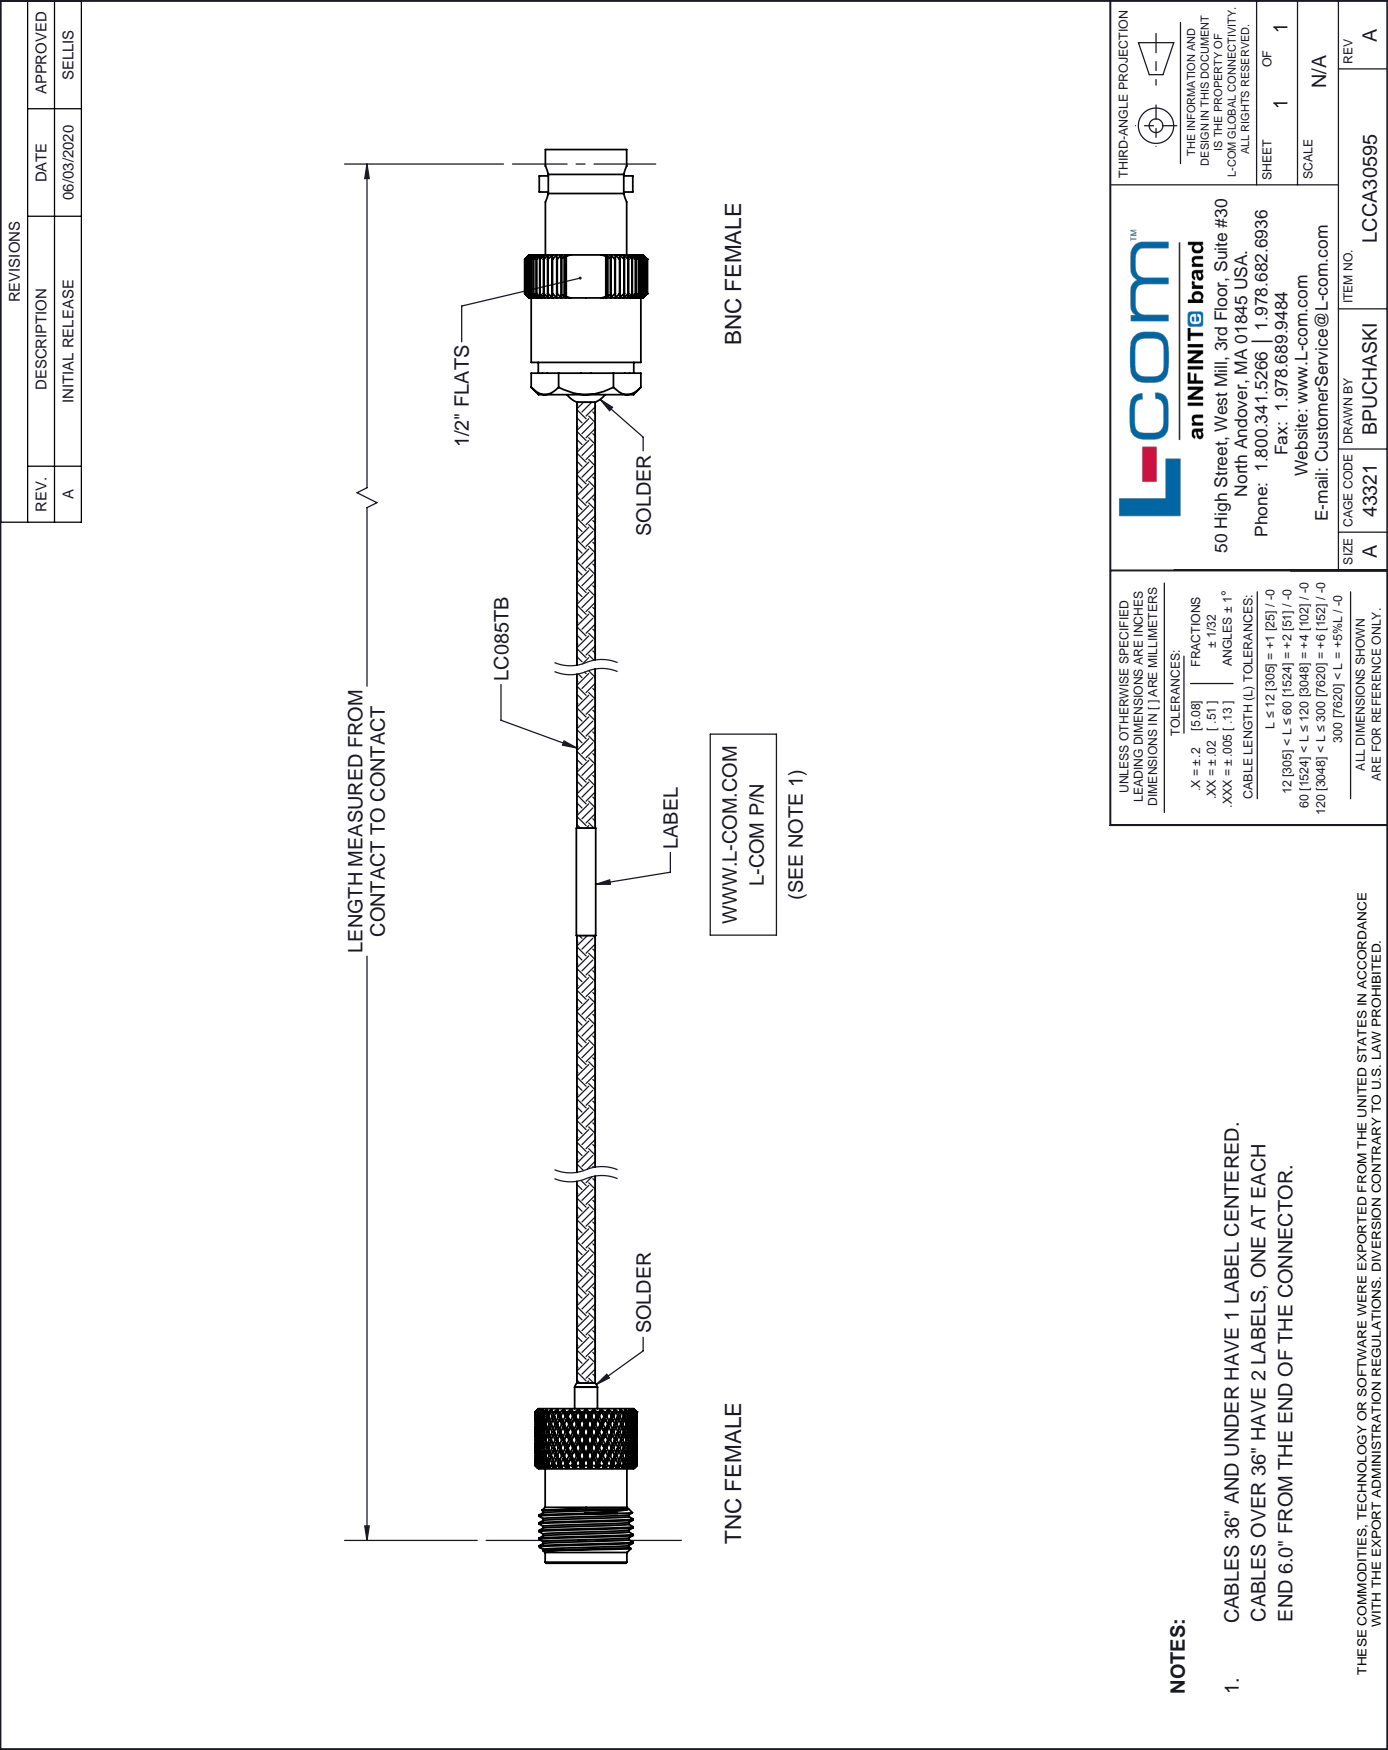 REVISIONS
REV. DESCRIPTION DATE APPROVED
A INITIAL RELEASE 06/03/2020 SELLIS
LENGTH MEASURED FROM
CONTACT TO CONTACT
1/2" FLATS
LC085TB
SOLDER
SOLDER
LABEL
TNC FEMALE
BNC FEMALE
WWW.L-COM.COM
L-COM P/N
(SEE NOTE 1)
NOTES:
1. CABLES 36" AND UNDER HAVE 1 LABEL CENTERED.
CABLES OVER 36" HAVE 2 LABELS, ONE AT EACH
END 6.0" FROM THE END OF THE CONNECTOR.
THESE COMMODITIES, TECHNOLOGY OR SOFTWARE WERE EXPORTED FROM THE UNITED STATES IN ACCORDANCE
WITH THE EXPORT ADMINISTRATION REGULATIONS. DIVERSION CONTRARY TO U.S. LAW PROHIBITED.
UNLESS OTHERWISE SPECIFIED
LEADING DIMENSIONS ARE INCHES
DIMENSIONS IN [ ] ARE MILLIMETERS
TOLERANCES:
.X = ±.2 [5.08] FRACTIONS
.XX = ±.02 [.51] ± 1/32
.XXX = ±.005 [.13] ANGLES ± 1°
CABLE LENGTH (L) TOLERANCES:
L ≤ 12 [305] = +1 [25] / -0
12 [305] < L ≤ 60 [1524] = +2 [51] / -0
60 [1524] < L ≤ 120 [3048] = +4 [102] / -0
120 [3048] < L ≤ 300 [7620] = +6 [152] / -0
300 [7620] < L = +5%L / -0
ALL DIMENSIONS SHOWN
ARE FOR REFERENCE ONLY.
L-com™
an INFINITe brand
50 High Street, West Mill, 3rd Floor, Suite #30
North Andover, MA 01845 USA.
Phone: 1.800.341.5266 | 1.978.682.6936
Fax: 1.978.689.9484
Website: www.L-com.com
E-mail: CustomerService@L-com.com
THIRD-ANGLE PROJECTION
THE INFORMATION AND
DESIGN IN THIS DOCUMENT
IS THE PROPERTY OF
L-COM GLOBAL CONNECTIVITY.
ALL RIGHTS RESERVED.
SHEET 1 OF 1
SCALE N/A
SIZE CAGE CODE DRAWN BY ITEM NO. REV
A 43321 BPUCHASKI LCCA30595 A